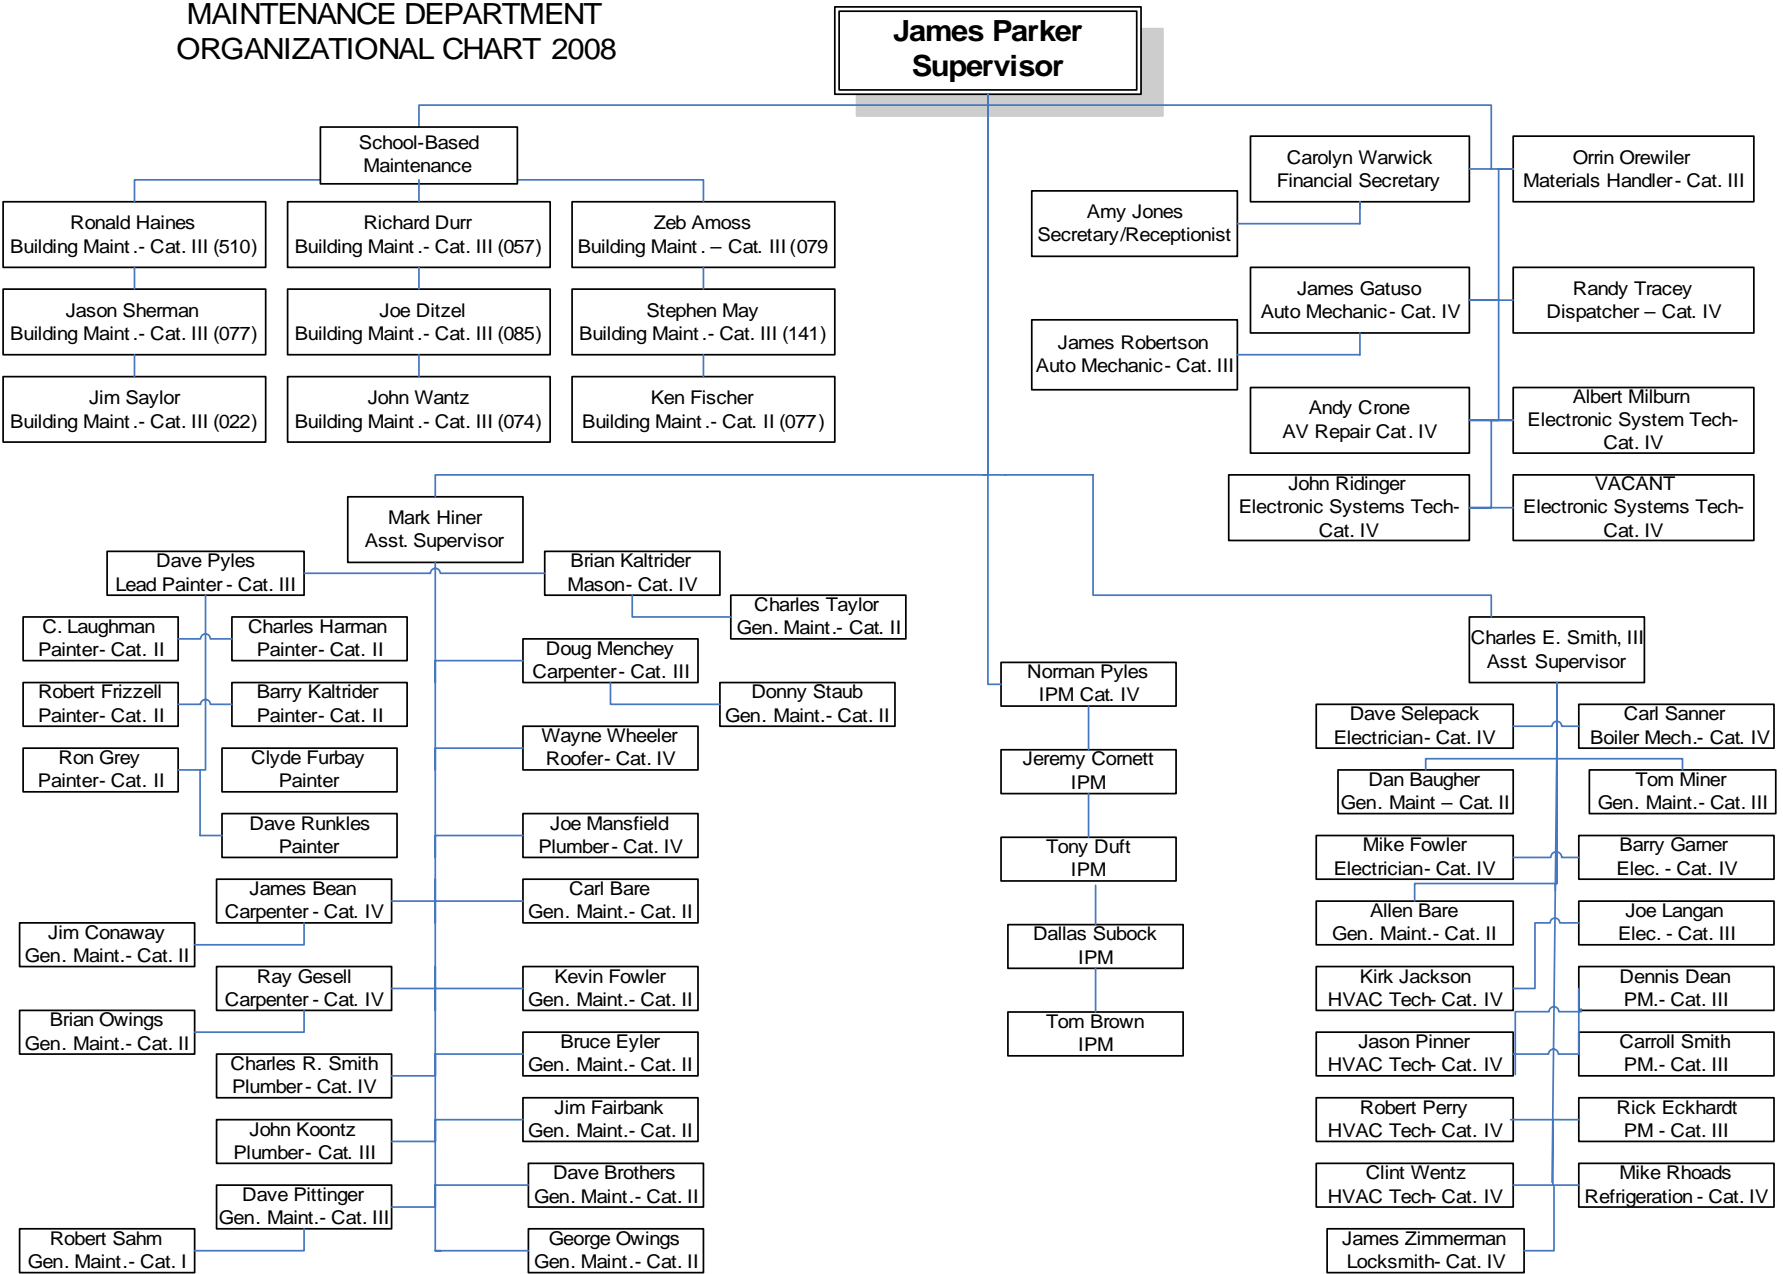 MAINTENANCE DEPARTMENT
ORGANIZATIONAL CHART 2008
James Parker
Supervisor
School-Based
Maintenance
Ronald Haines
Building Maint.- Cat. III (510)
Richard Durr
Building Maint.- Cat. III (057)
Zeb Amoss
Building Maint. – Cat. III (079
Jason Sherman
Building Maint.- Cat. III (077)
Joe Ditzel
Building Maint.- Cat. III (085)
Stephen May
Building Maint.- Cat. III (141)
Jim Saylor
Building Maint.- Cat. III (022)
John Wantz
Building Maint.- Cat. III (074)
Ken Fischer
Building Maint.- Cat. II (077)
Carolyn Warwick
Financial Secretary
Orrin Orewiler
Materials Handler- Cat. III
Amy Jones
Secretary/Receptionist
James Gatuso
Auto Mechanic- Cat. IV
Randy Tracey
Dispatcher – Cat. IV
James Robertson
Auto Mechanic- Cat. III
Andy Crone
AV Repair Cat. IV
Albert Milburn
Electronic System Tech-
Cat. IV
John Ridinger
Electronic Systems Tech-
Cat. IV
VACANT
Electronic Systems Tech-
Cat. IV
Mark Hiner
Asst. Supervisor
Dave Pyles
Lead Painter- Cat. III
Brian Kaltrider
Mason- Cat. IV
Charles Taylor
Gen. Maint.- Cat. II
C. Laughman
Painter- Cat. II
Charles Harman
Painter- Cat. II
Doug Menchey
Carpenter- Cat. III
Robert Frizzell
Painter- Cat. II
Barry Kaltrider
Painter- Cat. II
Donny Staub
Gen. Maint.- Cat. II
Ron Grey
Painter- Cat. II
Clyde Furbay
Painter
Wayne Wheeler
Roofer- Cat. IV
Dave Runkles
Painter
Joe Mansfield
Plumber- Cat. IV
James Bean
Carpenter- Cat. IV
Carl Bare
Gen. Maint.- Cat. II
Jim Conaway
Gen. Maint.- Cat. II
Ray Gesell
Carpenter- Cat. IV
Kevin Fowler
Gen. Maint.- Cat. II
Brian Owings
Gen. Maint.- Cat. II
Charles R. Smith
Plumber- Cat. IV
Bruce Eyler
Gen. Maint.- Cat. II
John Koontz
Plumber- Cat. III
Jim Fairbank
Gen. Maint.- Cat. II
Dave Pittinger
Gen. Maint.- Cat. III
Dave Brothers
Gen. Maint.- Cat. II
Robert Sahm
Gen. Maint.- Cat. I
George Owings
Gen. Maint.- Cat. II
Norman Pyles
IPM Cat. IV
Jeremy Cornett
IPM
Tony Duft
IPM
Dallas Subock
IPM
Tom Brown
IPM
Charles E. Smith, III
Asst. Supervisor
Dave Selepack
Electrician- Cat. IV
Carl Sanner
Boiler Mech.- Cat. IV
Dan Baugher
Gen. Maint – Cat. II
Tom Miner
Gen. Maint.- Cat. III
Mike Fowler
Electrician- Cat. IV
Barry Garner
Elec. - Cat. IV
Allen Bare
Gen. Maint.- Cat. II
Joe Langan
Elec. - Cat. III
Kirk Jackson
HVAC Tech- Cat. IV
Dennis Dean
PM.- Cat. III
Jason Pinner
HVAC Tech- Cat. IV
Carroll Smith
PM.- Cat. III
Robert Perry
HVAC Tech- Cat. IV
Rick Eckhardt
PM - Cat. III
Clint Wentz
HVAC Tech- Cat. IV
Mike Rhoads
Refrigeration - Cat. IV
James Zimmerman
Locksmith- Cat. IV